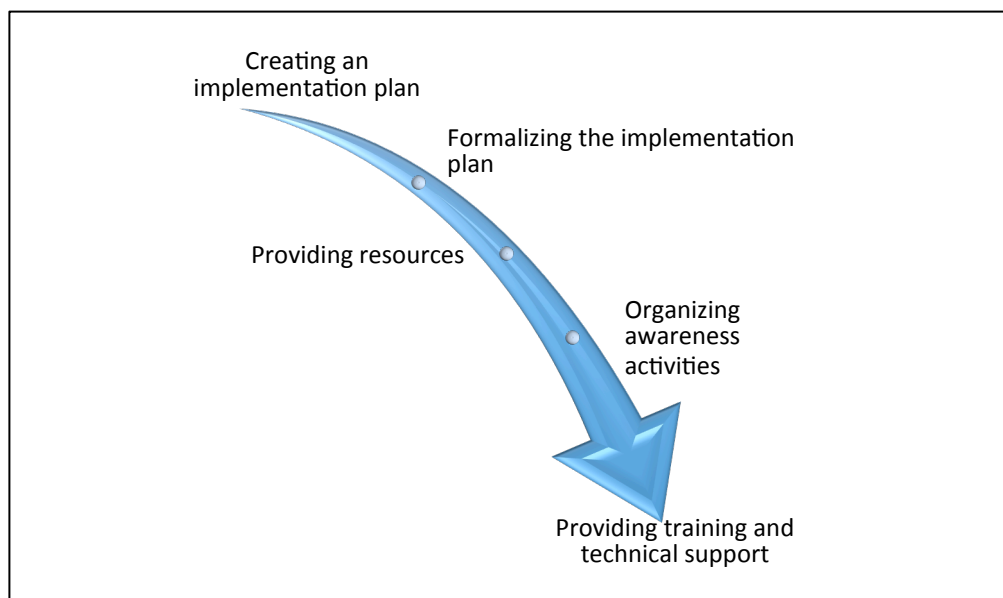 Creating an
implementation plan
Formalizing the implementation
plan
Providing resources
Organizing
awareness
activities
Providing training and
technical support